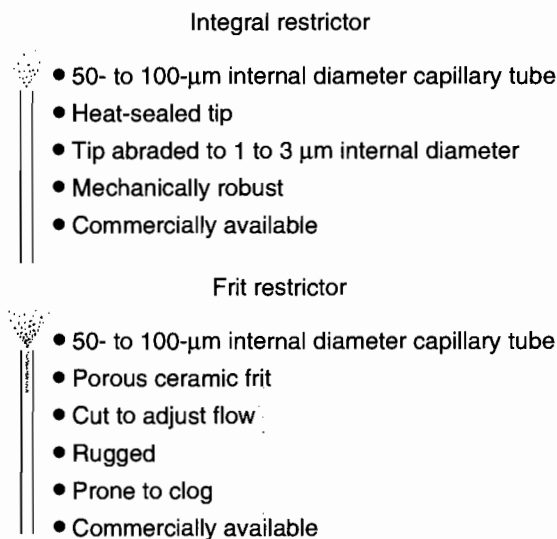 Integral restrictor
● 50- to 100-μm internal diameter capillary tube
● Heat-sealed tip
● Tip abraded to 1 to 3 μm internal diameter
● Mechanically robust
● Commercially available
Frit restrictor
● 50- to 100-μm internal diameter capillary tube
● Porous ceramic frit
● Cut to adjust flow
● Rugged
● Prone to clog
● Commercially available